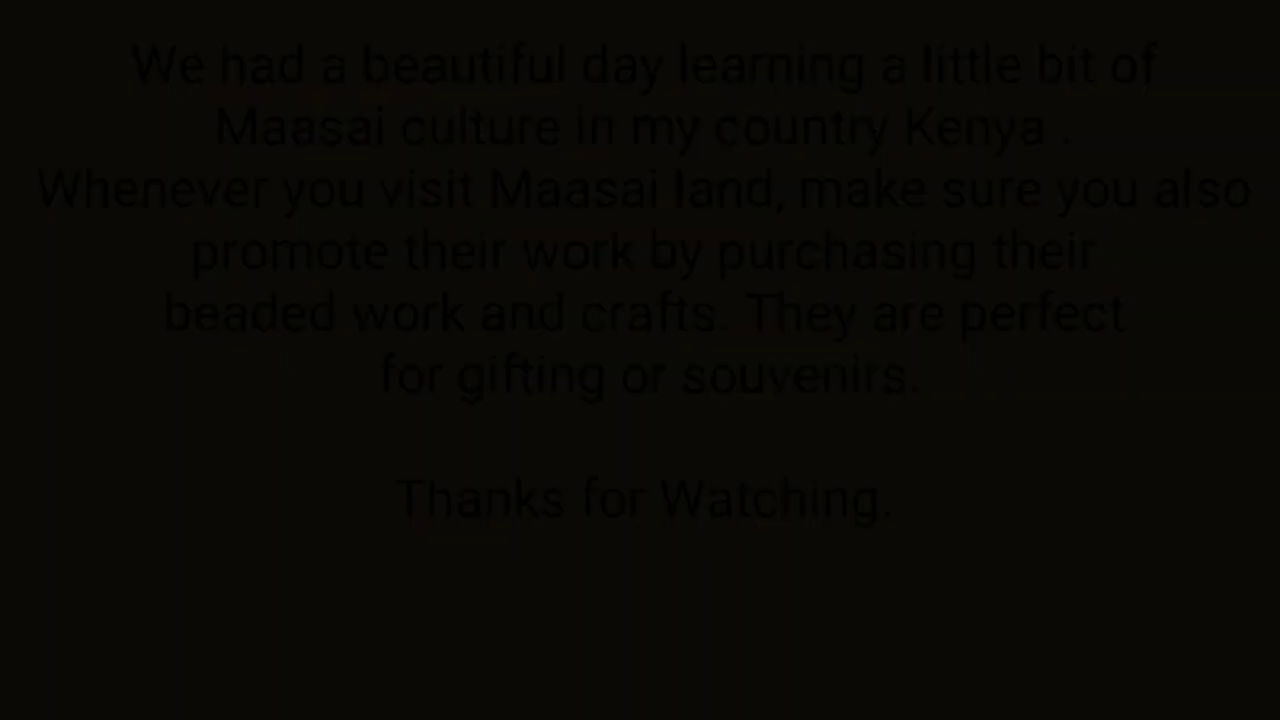 We had a beautiful day learning a little bit of
Maasai culture in my country Kenya .
Whenever you visit Maasai land, make sure you also
promote their work by purchasing their
beaded work and crafts. They are perfect
for gifting or souvenirs.
Thanks for Watching.